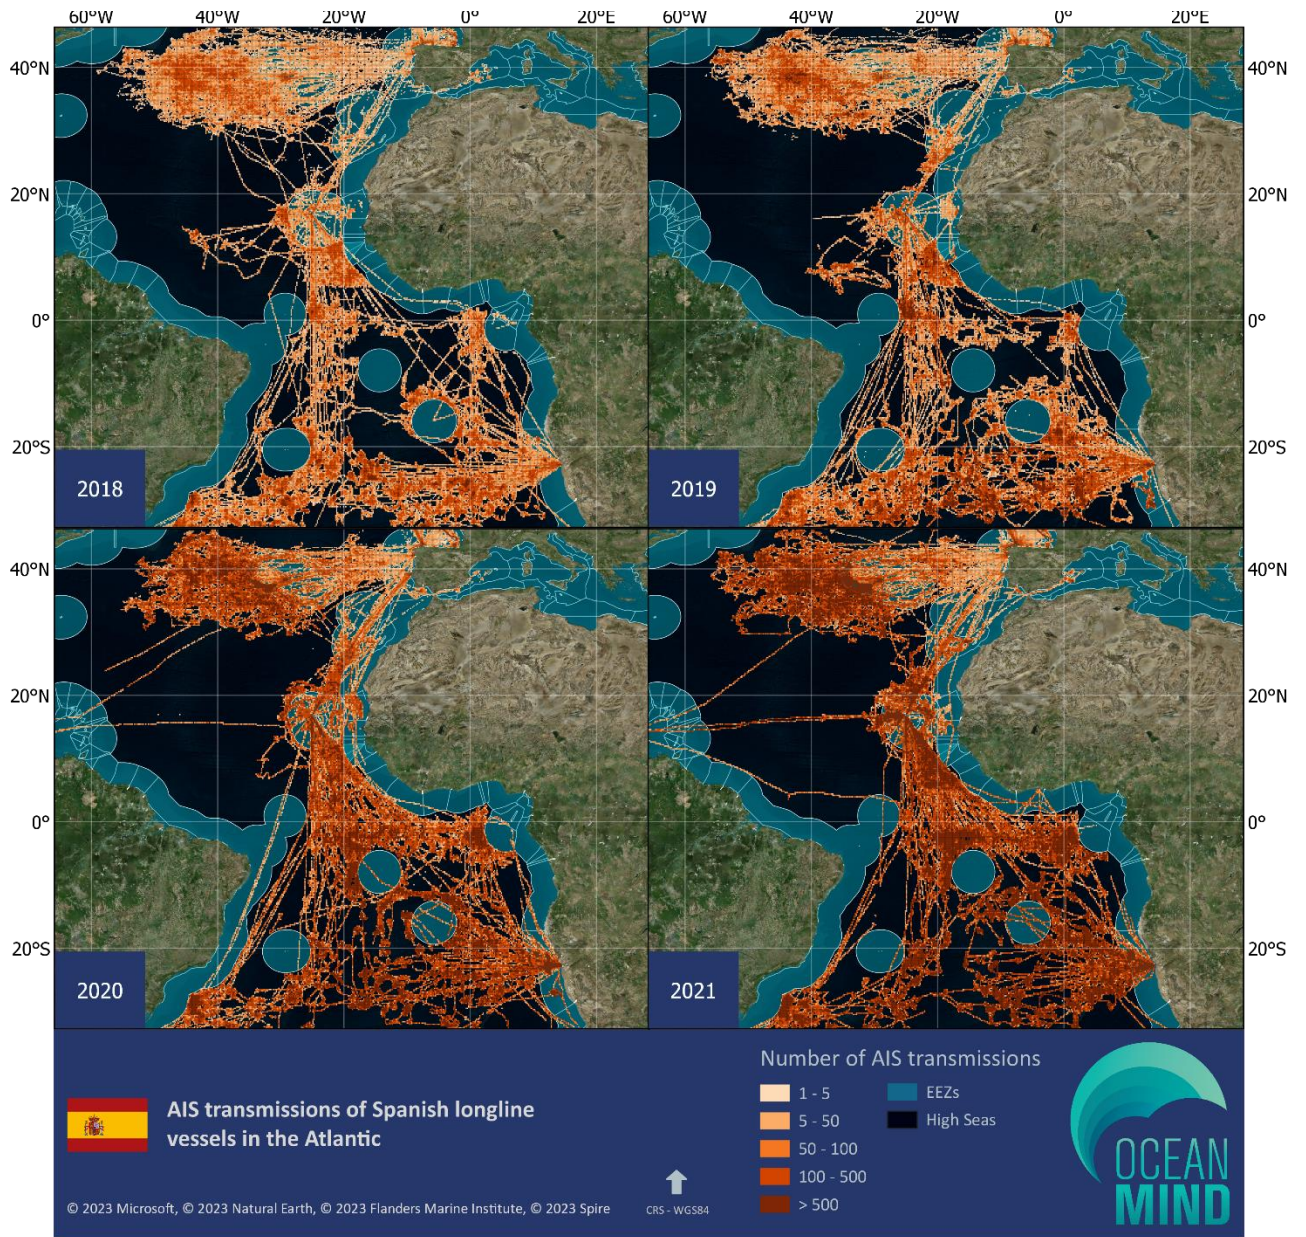 60°W 40°W 20°W 0° 20°E 60°W 40°W 20°W 0° 20°E
40°N 40°N
20°N 20°N
0° 0°
20°S 20°S
2018 2019
40°N 40°N
20°N 20°N
0° 0°
20°S 20°S
2020 2021
AIS transmissions of Spanish longline
vessels in the Atlantic
© 2023 Microsoft, © 2023 Natural Earth, © 2023 Flanders Marine Institute, © 2023 Spire
CRS - WGS84
Number of AIS transmissions
1 - 5
5 - 50
50 - 100
100 - 500
> 500
EEZs
High Seas
OCEAN
MIND